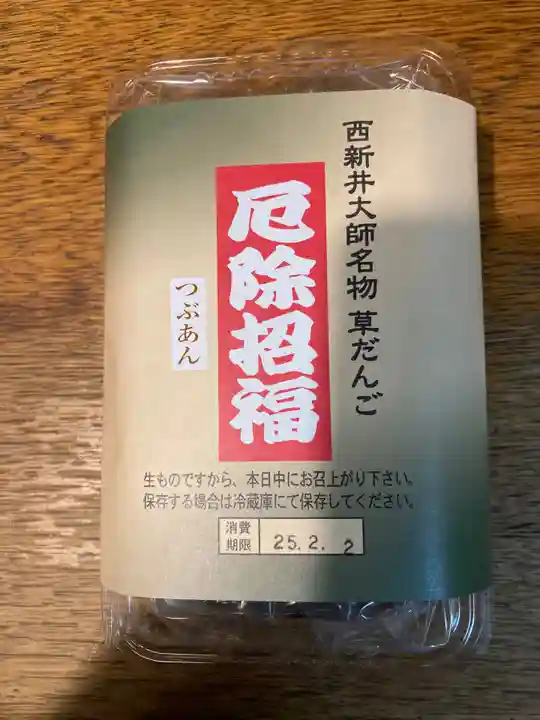 西新井大師名物 草だんご
厄除招福
つぶあん
生ものですから、本日中にお召上がり下さい。
保存する場合は冷蔵庫にて保存してください。
消費
期限
25.2.2